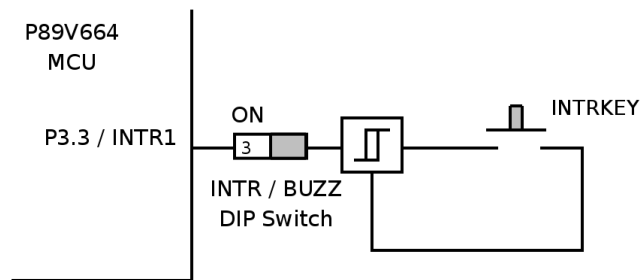 P89V664
MCU
P3.3 / INTR1
ON
3
INTR / BUZZ
DIP Switch
INTRKEY